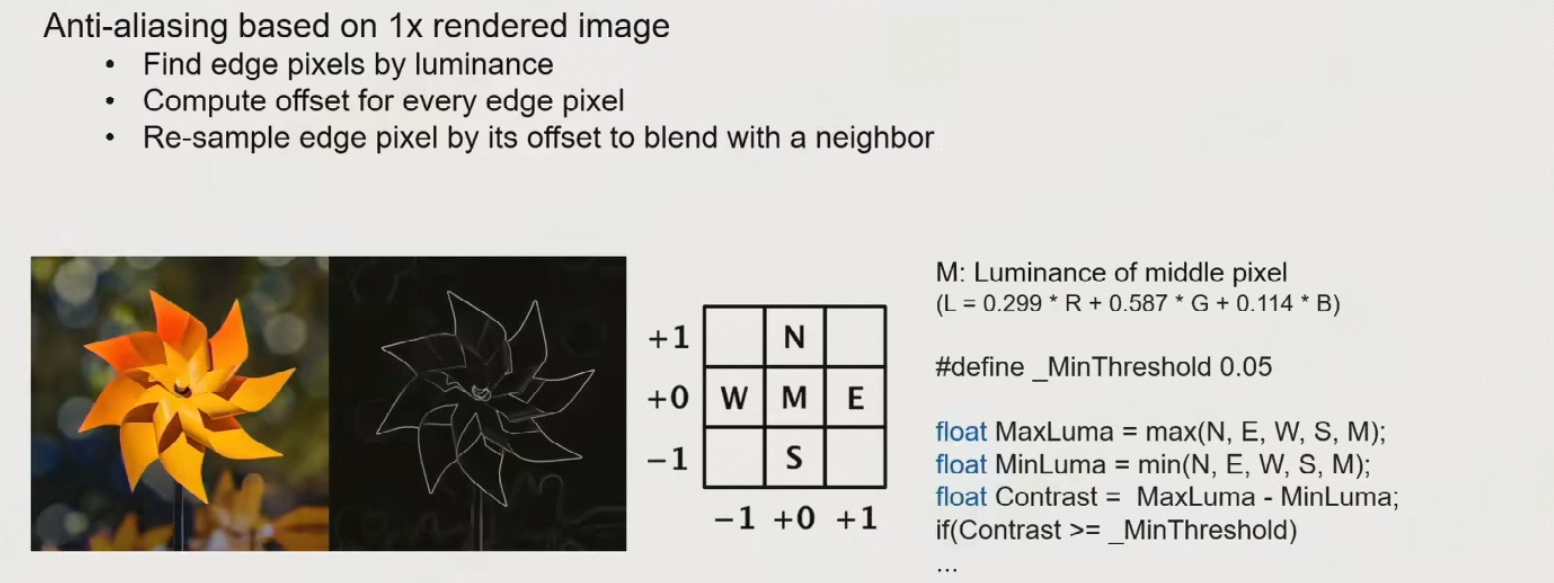 Anti-aliasing based on 1x rendered image
• Find edge pixels by luminance
• Compute offset for every edge pixel
• Re-sample edge pixel by its offset to blend with a neighbor
+1 N
+0 W M E
−1 S
−1 +0 +1
M: Luminance of middle pixel
(L = 0.299 * R + 0.587 * G + 0.114 * B)
#define _MinThreshold 0.05
float MaxLuma = max(N, E, W, S, M);
float MinLuma = min(N, E, W, S, M);
float Contrast = MaxLuma - MinLuma;
if(Contrast >= _MinThreshold)
...